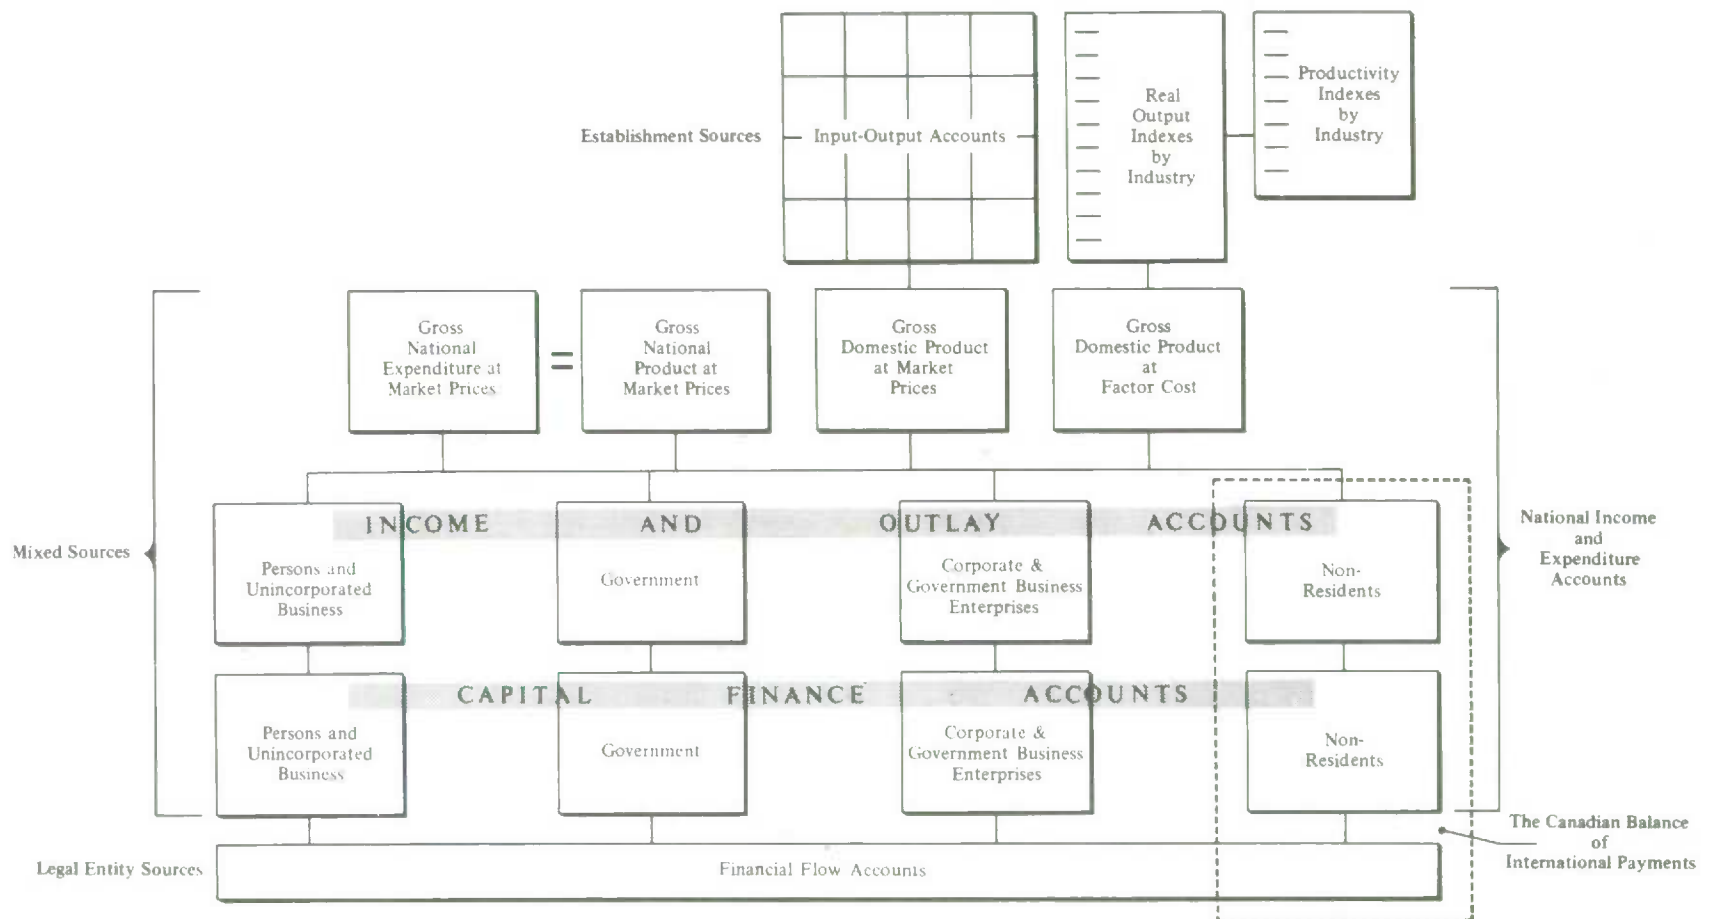 Establishment Sources
Input-Output Accounts
Real
Output
Indexes
by
Industry
Productivity
Indexes
by
Industry
Gross
National
Expenditure at
Market Prices
=
Gross
National
Product at
Market Prices
Gross
Domestic Product
at Market
Prices
Gross
Domestic Product
at
Factor Cost
Mixed Sources
INCOME AND OUTLAY ACCOUNTS
Persons and
Unincorporated
Business
Government
Corporate &
Government Business
Enterprises
Non-
Residents
National Income
and
Expenditure
Accounts
CAPITAL FINANCE ACCOUNTS
Persons and
Unincorporated
Business
Government
Corporate &
Government Business
Enterprises
Non-
Residents
The Canadian Balance
of
International Payments
Legal Entity Sources
Financial Flow Accounts